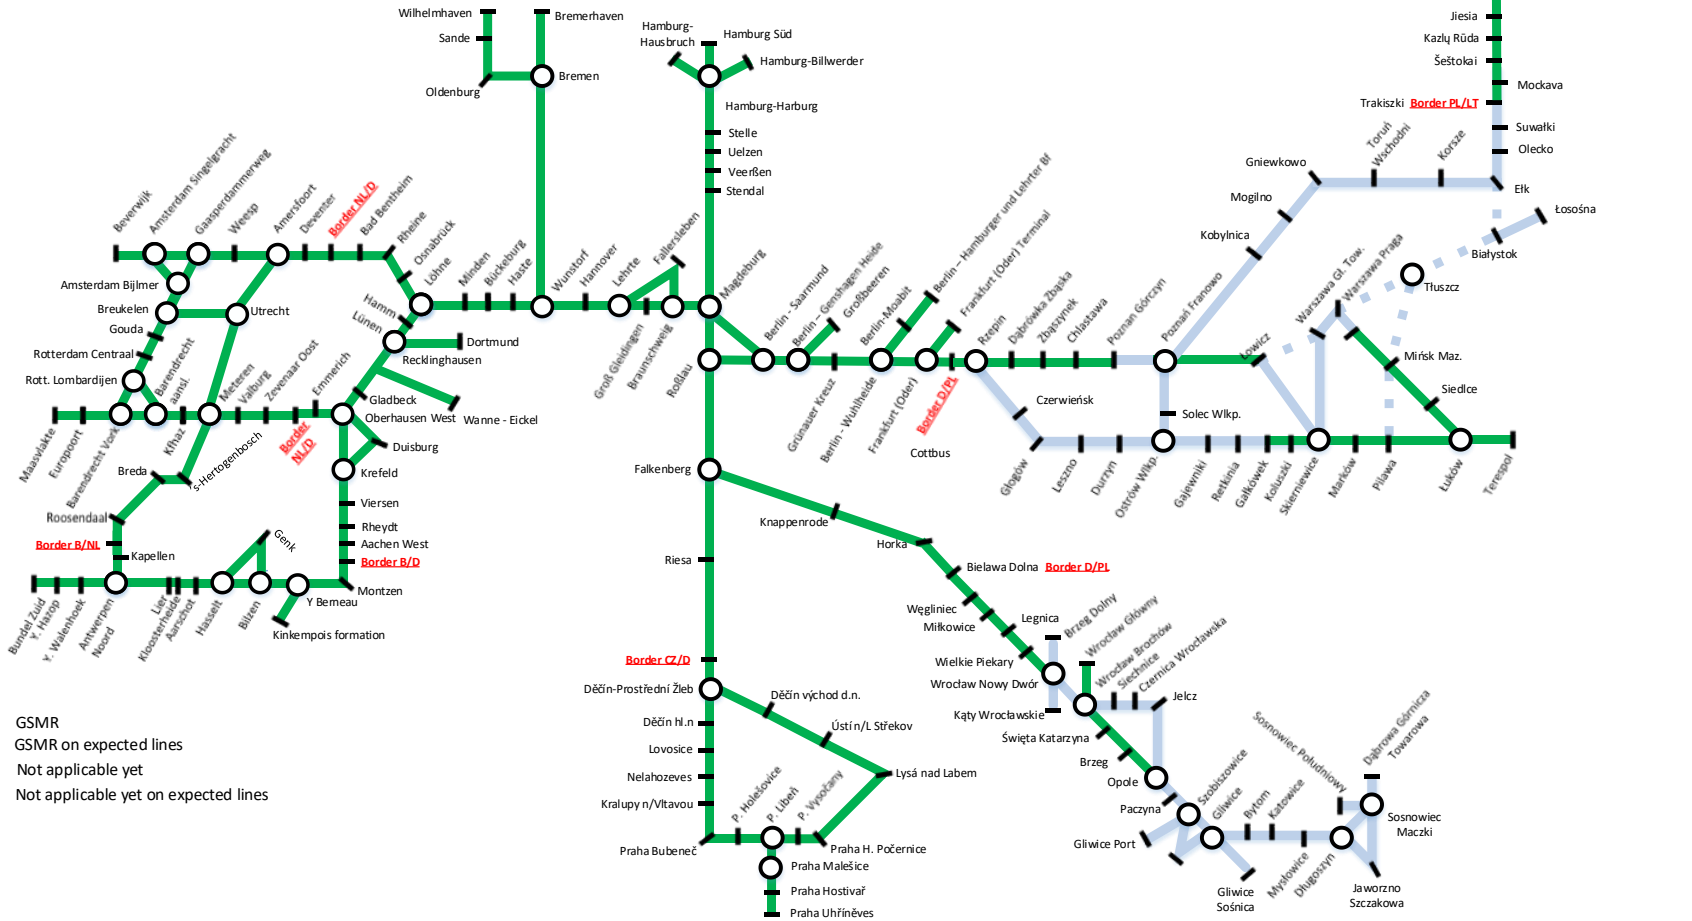 Wilhelmhaven
Sande
Oldenburg
Bremerhaven
Bremen
Hamburg-
Hausbruch
Hamburg Süd
Hamburg-Billwerder
Hamburg-Harburg
Stelle
Uelzen
Veerßen
Stendal
Jiesia
Kazlų Rūda
Šeštokai
Mockava
Trakiszki Border PL/LT
Suwałki
Olecko
Ełk
Korsze
Toruń
Wschodni
Gniewkowo
Mogilno
Kobylnica
Łosośna
Białystok
Tłuszcz
Warszawa Praga
Warszawa Gł. Tow.
Mińsk Maz.
Siedlce
Beverwijk
Amsterdam Singelgracht
Gaasperdammerweg
Weesp
Amersfoort
Deventer
Border NL/D
Bad Bentheim
Rheine
Osnabrück
Löhne
Minden
Bückeburg
Haste
Wunstorf
Hannover
Lehrte
Fallersleben
Groß Gleidingen
Braunschweig
Magdeburg
Roßlau
Berlin - Saarmund
Berlin – Genshagen Heide
Großbeeren
Grünauer Kreuz
Berlin-Moabit
Berlin - Wuhlheide
Berlin – Hamburger und Lehrter Bf
Frankfurt (Oder)
Frankfurt (Oder) Terminal
Border D/PL
Cottbus
Rzepin
Dąbrówka Zbąska
Zbąszynek
Chlastawa
Poznan Górczyn
Poznań Franowo
Łowicz
Amsterdam Bijlmer
Breukelen
Utrecht
Gouda
Rotterdam Centraal
Rott. Lombardijen
Barendrecht
aansl.
Maasvlakte
Europoort
Barendrecht Vork
Kfhaz
Meteren
Valburg
Zevenaar Oost
Border
NL/D
Emmerich
Hamm
Lünen
Dortmund
Recklinghausen
Gladbeck
Oberhausen West
Wanne - Eickel
Duisburg
Krefeld
Viersen
Rheydt
Aachen West
Border B/D
Montzen
's-Hertogenbosch
Breda
Roosendaal
Border B/NL
Kapellen
Bundel Zuid
Y. Hazop
Y. Walenhoek
Antwerpen
Noord
Lier
Kloosterheide
Aarschot
Hasselt
Genk
Bilzen
Y Berneau
Kinkempois formation
Czerwieńsk
Głogów
Leszno
Durryn
Ostrów Wlkp.
Solec Wlkp.
Gajewniki
Retkinia
Gałkówek
Koluszki
Skierniewice
Marków
Pilawa
Łuków
Terespol
Falkenberg
Knappenrode
Horka
Bielawa Dolna Border D/PL
Węgliniec
Miłkowice
Legnica
Wielkie Piekary
Wrocław Nowy Dwór
Brzeg Dolny
Kąty Wrocławskie
Wrocław Główny
Wrocław Brochów
Siechnice
Czernica Wrocławska
Jelcz
Święta Katarzyna
Brzeg
Opole
Paczyna
Szobiszowice
Gliwice
Gliwice Port
Gliwice
Sośnica
Bytom
Katowice
Mysłowice
Długoszyn
Sosnowiec Południowy
Dąbrowa Górnicza
Towarowa
Sosnowiec
Maczki
Jaworzno
Szczakowa
Riesa
Border CZ/D
Děčín-Prostřední Žleb
Děčín východ d.n.
Děčín hl.n
Ústí n/L Střekov
Lovosice
Nelahozeves
Lysá nad Labem
Kralupy n/Vltavou
Praha Bubeneč
P. Holešovice
P. Libeň
P. Vysočany
Praha H. Počernice
Praha Malešice
Praha Hostivař
Praha Uhříněves
GSMR
GSMR on expected lines
Not applicable yet
Not applicable yet on expected lines